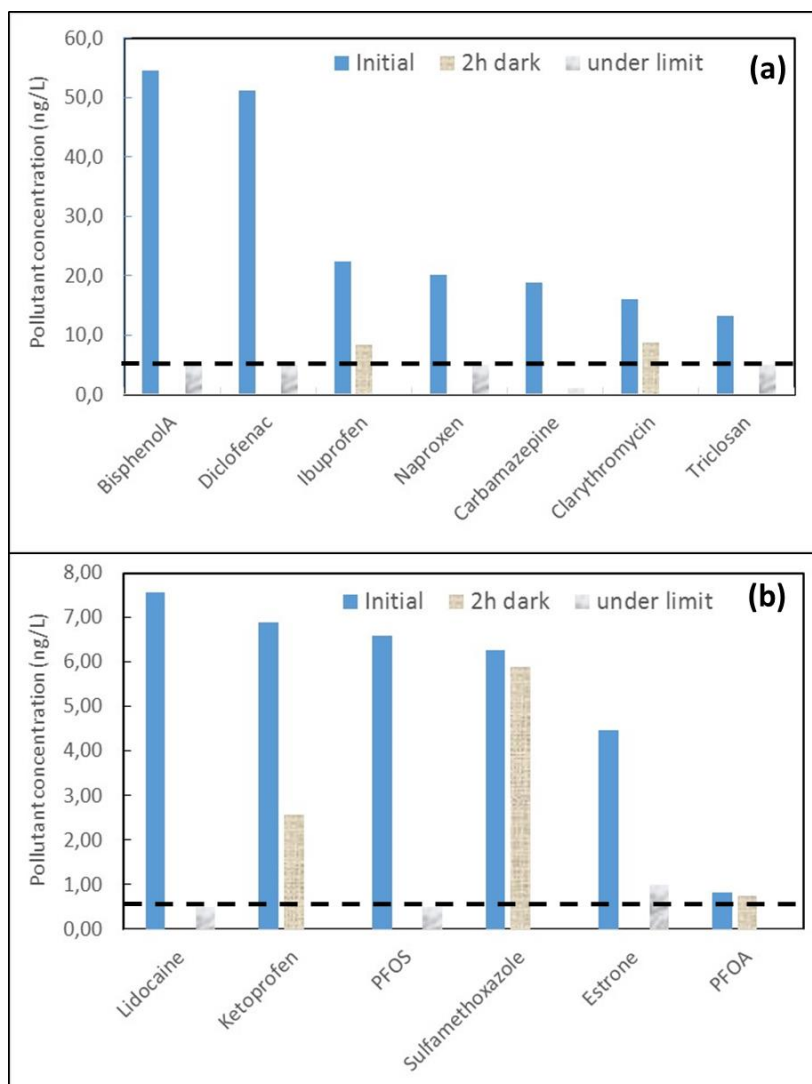 60,0
Initial 2h dark under limit (a)
50,0
40,0
30,0
20,0
10,0
0,0
Pollutant concentration (ng/L)
BisphenolA
Diclofenac
Ibuprofen
Naproxen
Carbamazepine
Clarythromycin
Triclosan
8,00
Initial 2h dark under limit (b)
7,00
6,00
5,00
4,00
3,00
2,00
1,00
0,00
Pollutant concentration (ng/L)
Lidocaine
Ketoprofen
PFOS
Sulfamethoxazole
Estrone
PFOA